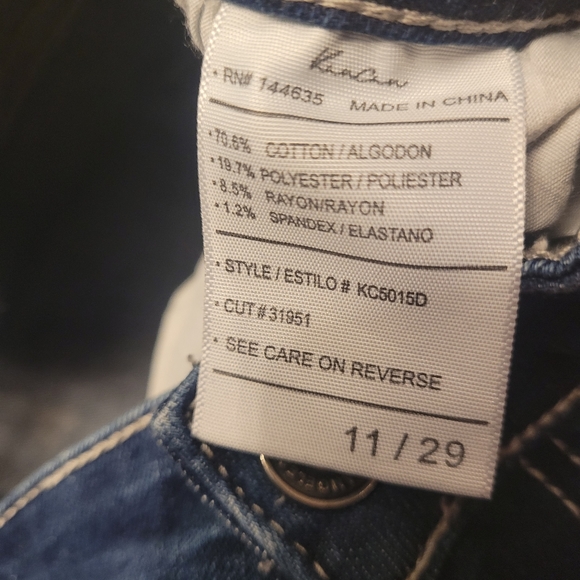 KanCan
• RN# 144635 MADE IN CHINA
• 70.6% COTTON / ALGODON
• 19.7% POLYESTER / POLIESTER
• 8.5% RAYON/RAYON
• 1.2% SPANDEX / ELASTANO
• STYLE / ESTILO # KC5015D
• CUT # 31951
• SEE CARE ON REVERSE
11 / 29